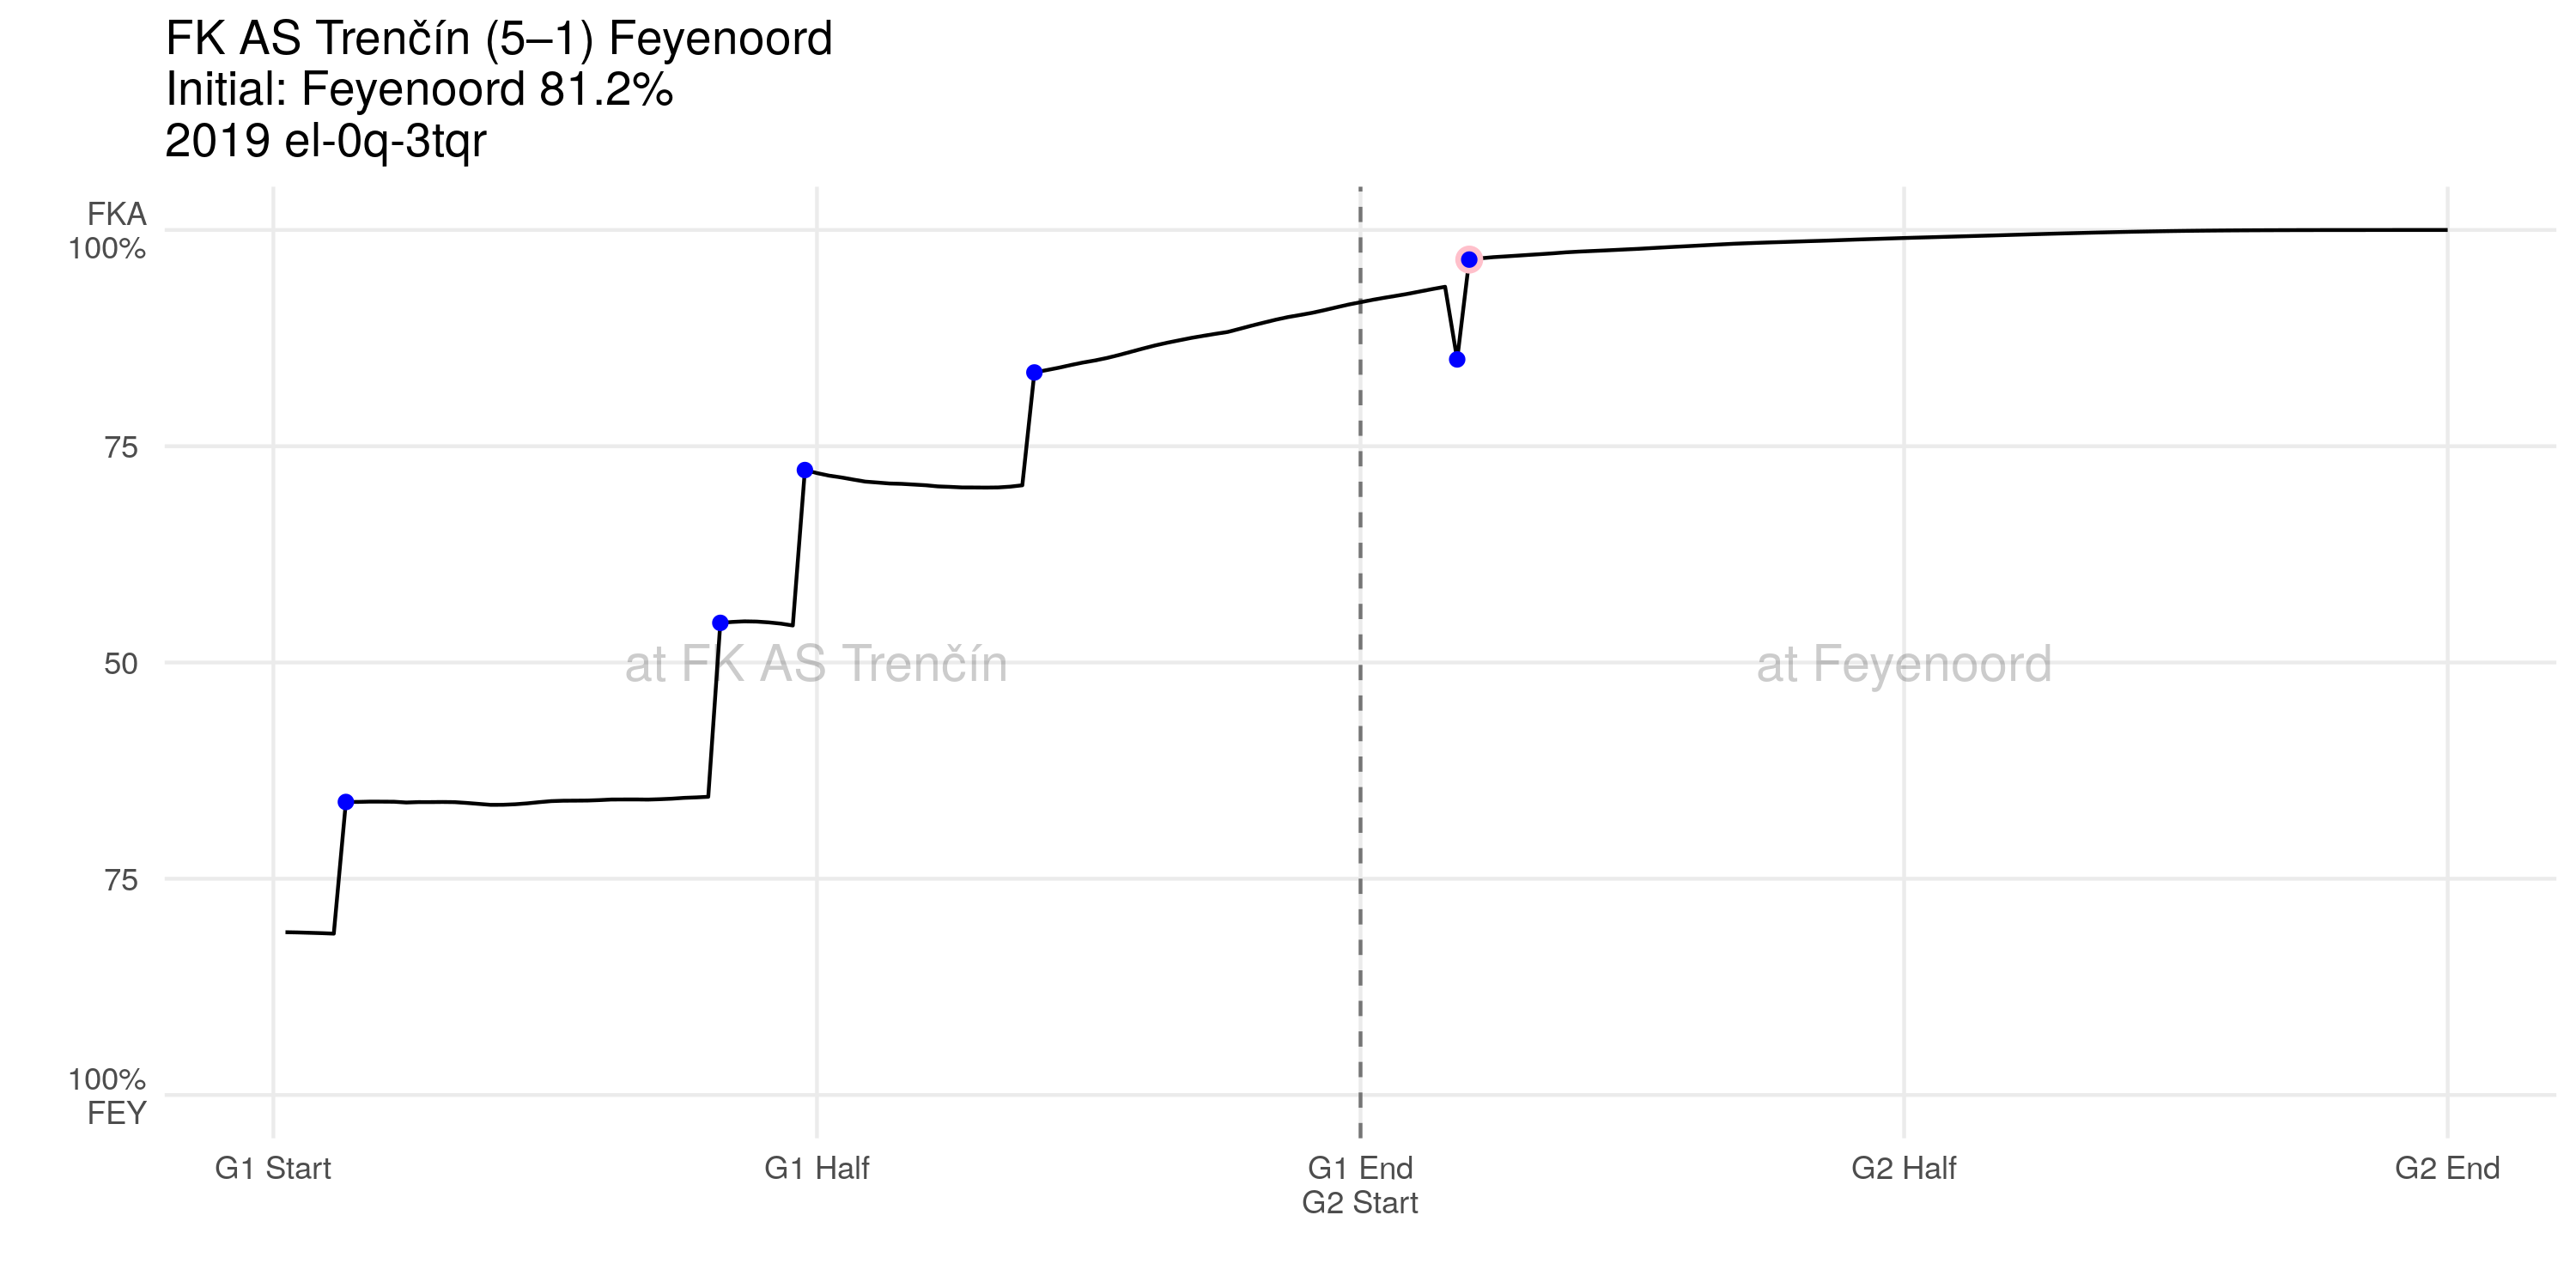 FK AS Trenčín (5–1) Feyenoord
Initial: Feyenoord 81.2%
2019 el-0q-3tqr
FKA
100%
75
50
75
100%
FEY
at FK AS Trenčín
at Feyenoord
G1 Start
G1 Half
G1 End
G2 Start
G2 Half
G2 End